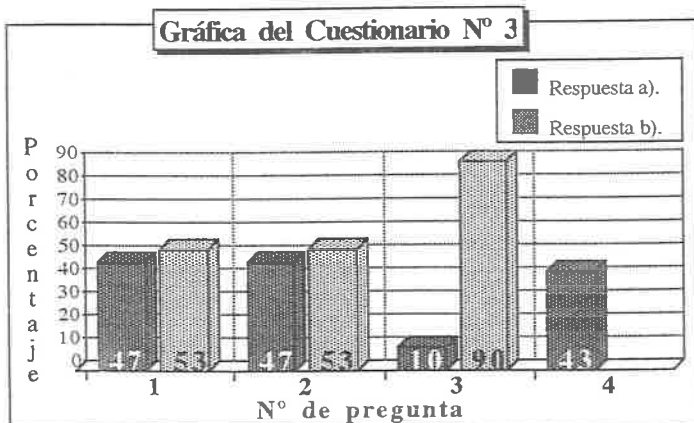 Gráfica del Cuestionario Nº 3
Respuesta a).
Respuesta b).
Porcentaje
90
80
70
60
50
40
30
20
10
0
47 53 47 53 10 90 43
1 2 3 4
Nº de pregunta